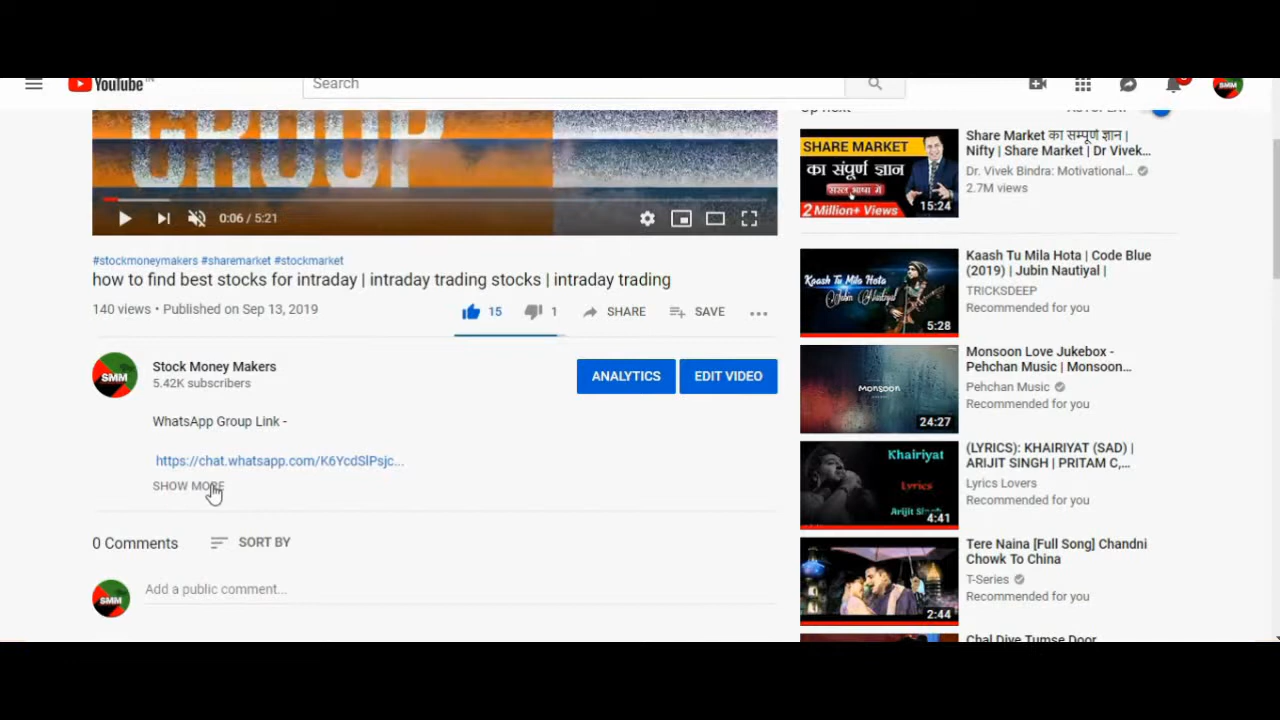 YouTube IN
Search
GROUP
0:06 / 5:21
#stockmoneymakers #sharemarket #stockmarket
how to find best stocks for intraday | intraday trading stocks | intraday trading
140 views • Published on Sep 13, 2019
15
1
SHARE
SAVE
SMM
Stock Money Makers
5.42K subscribers
ANALYTICS
EDIT VIDEO
WhatsApp Group Link -
https://chat.whatsapp.com/K6YcdSlPsjc...
SHOW MORE
0 Comments
SORT BY
SMM
Add a public comment...
SMM
Up next
AUTOPLAY
SHARE MARKET
का संपूर्ण ज्ञान
सरल भाषा में
2 Million+ Views
15:24
Share Market का सम्पूर्ण ज्ञान |
Nifty | Share Market | Dr Vivek...
Dr. Vivek Bindra: Motivational...
2.7M views
Kaash Tu Mila Hota
5:28
Kaash Tu Mila Hota | Code Blue
(2019) | Jubin Nautiyal |
TRICKSDEEP
Recommended for you
MONSOON
24:27
Monsoon Love Jukebox -
Pehchan Music | Monsoon...
Pehchan Music
Recommended for you
Khairiyat
Lyrics
Arijit
4:41
(LYRICS): KHAIRIYAT (SAD) |
ARIJIT SINGH | PRITAM C,...
Lyrics Lovers
Recommended for you
2:44
Tere Naina [Full Song] Chandni
Chowk To China
T-Series
Recommended for you
Chal Diye Tumse Door